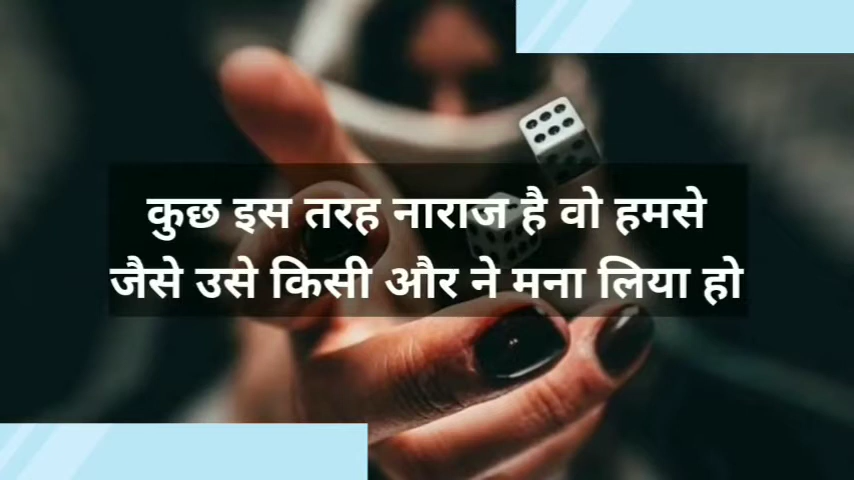 कुछ इस तरह नाराज है वो हमसे
जैसे उसे किसी और ने मना लिया हो